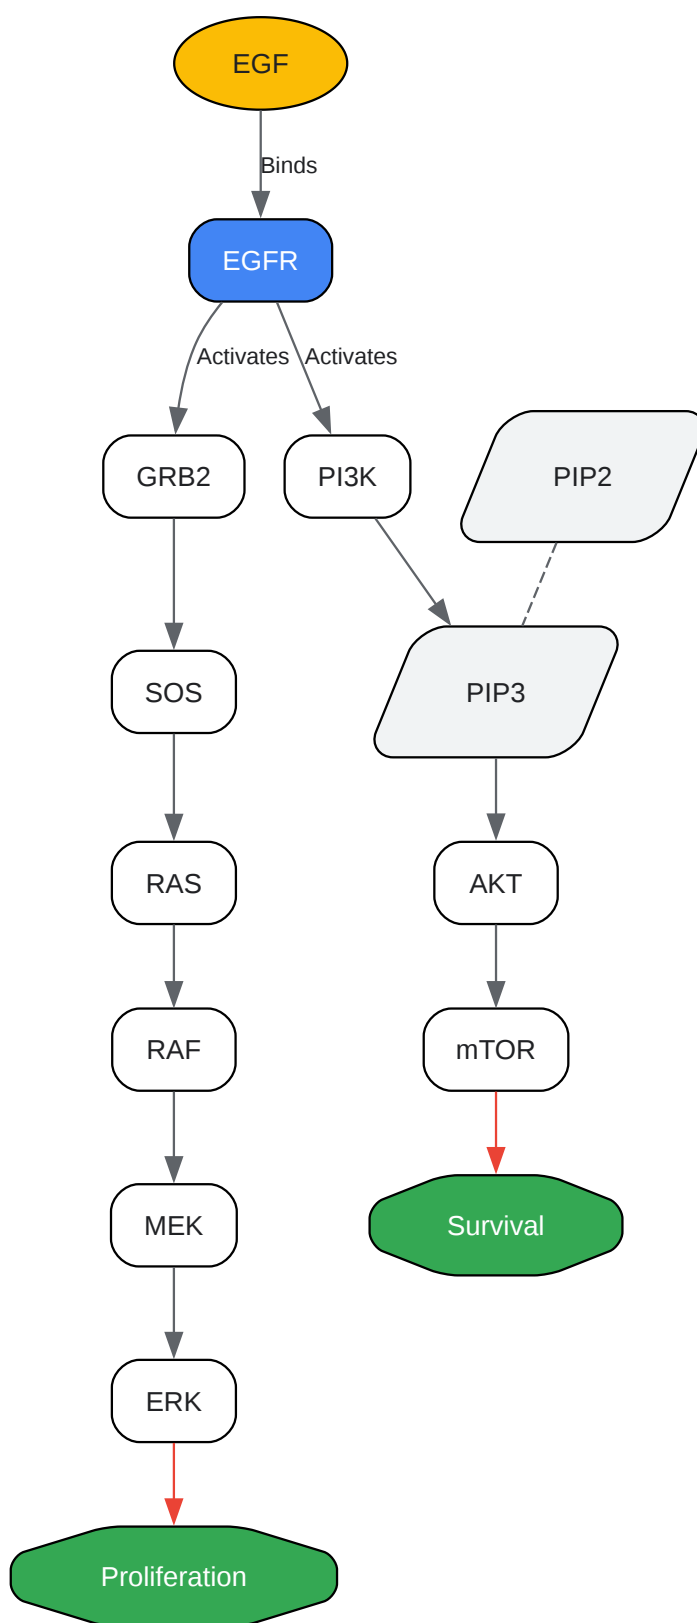 EGF
Binds
EGFR
Activates
Activates
GRB2
PI3K
PIP2
SOS
PIP3
RAS
AKT
RAF
mTOR
MEK
Survival
ERK
Proliferation